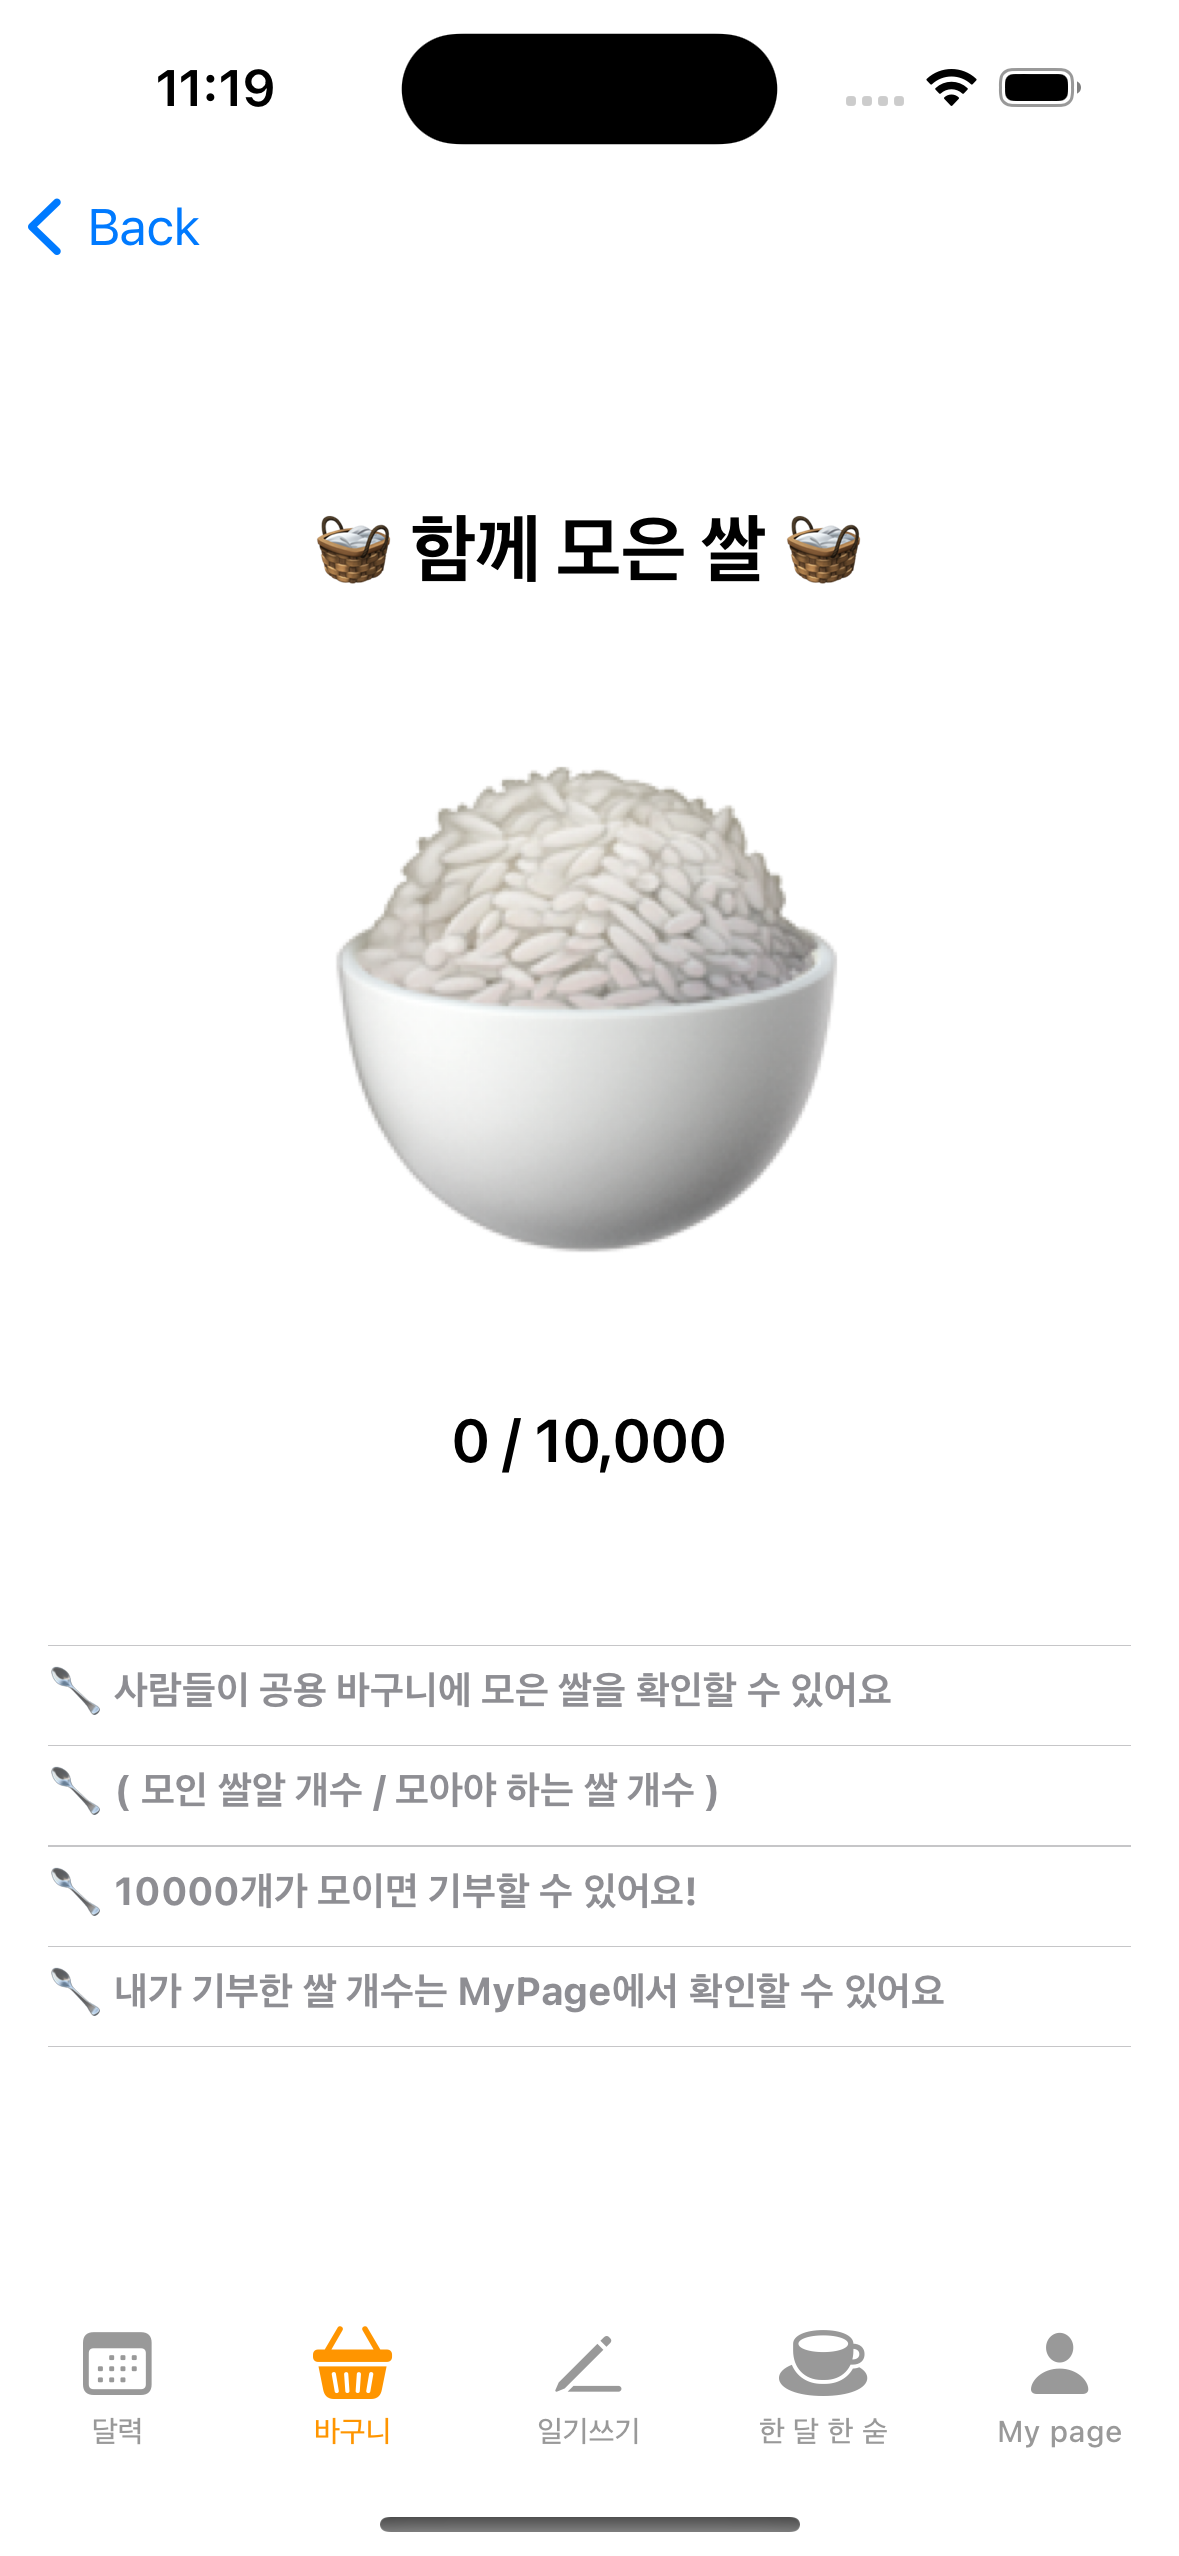 11:19
Back
함께 모은 쌀
0 / 10,000
사람들이 공용 바구니에 모은 쌀을 확인할 수 있어요
( 모인 쌀알 개수 / 모아야 하는 쌀 개수 )
10000개가 모이면 기부할 수 있어요!
내가 기부한 쌀 개수는 MyPage에서 확인할 수 있어요
달력
바구니
일기쓰기
한 달 한 숟
My page